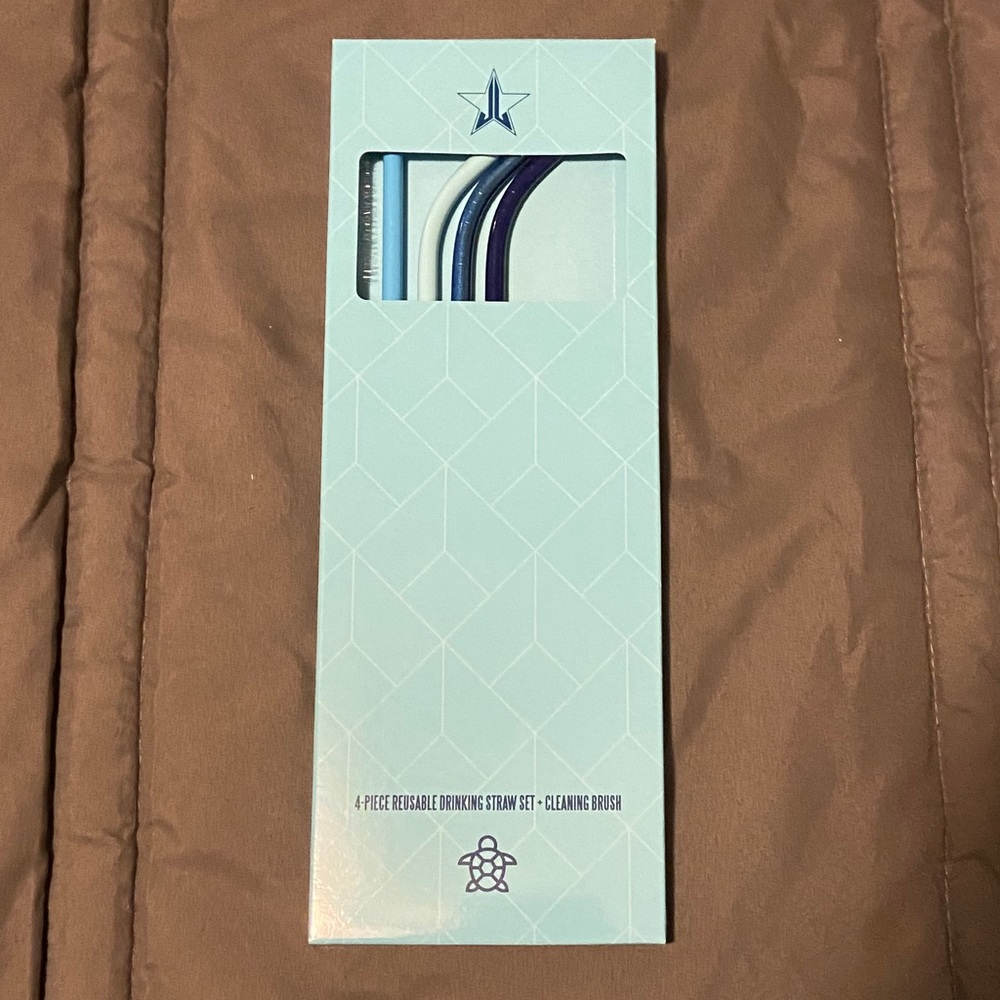 4-PIECE REUSABLE DRINKING STRAW SET + CLEANING BRUSH